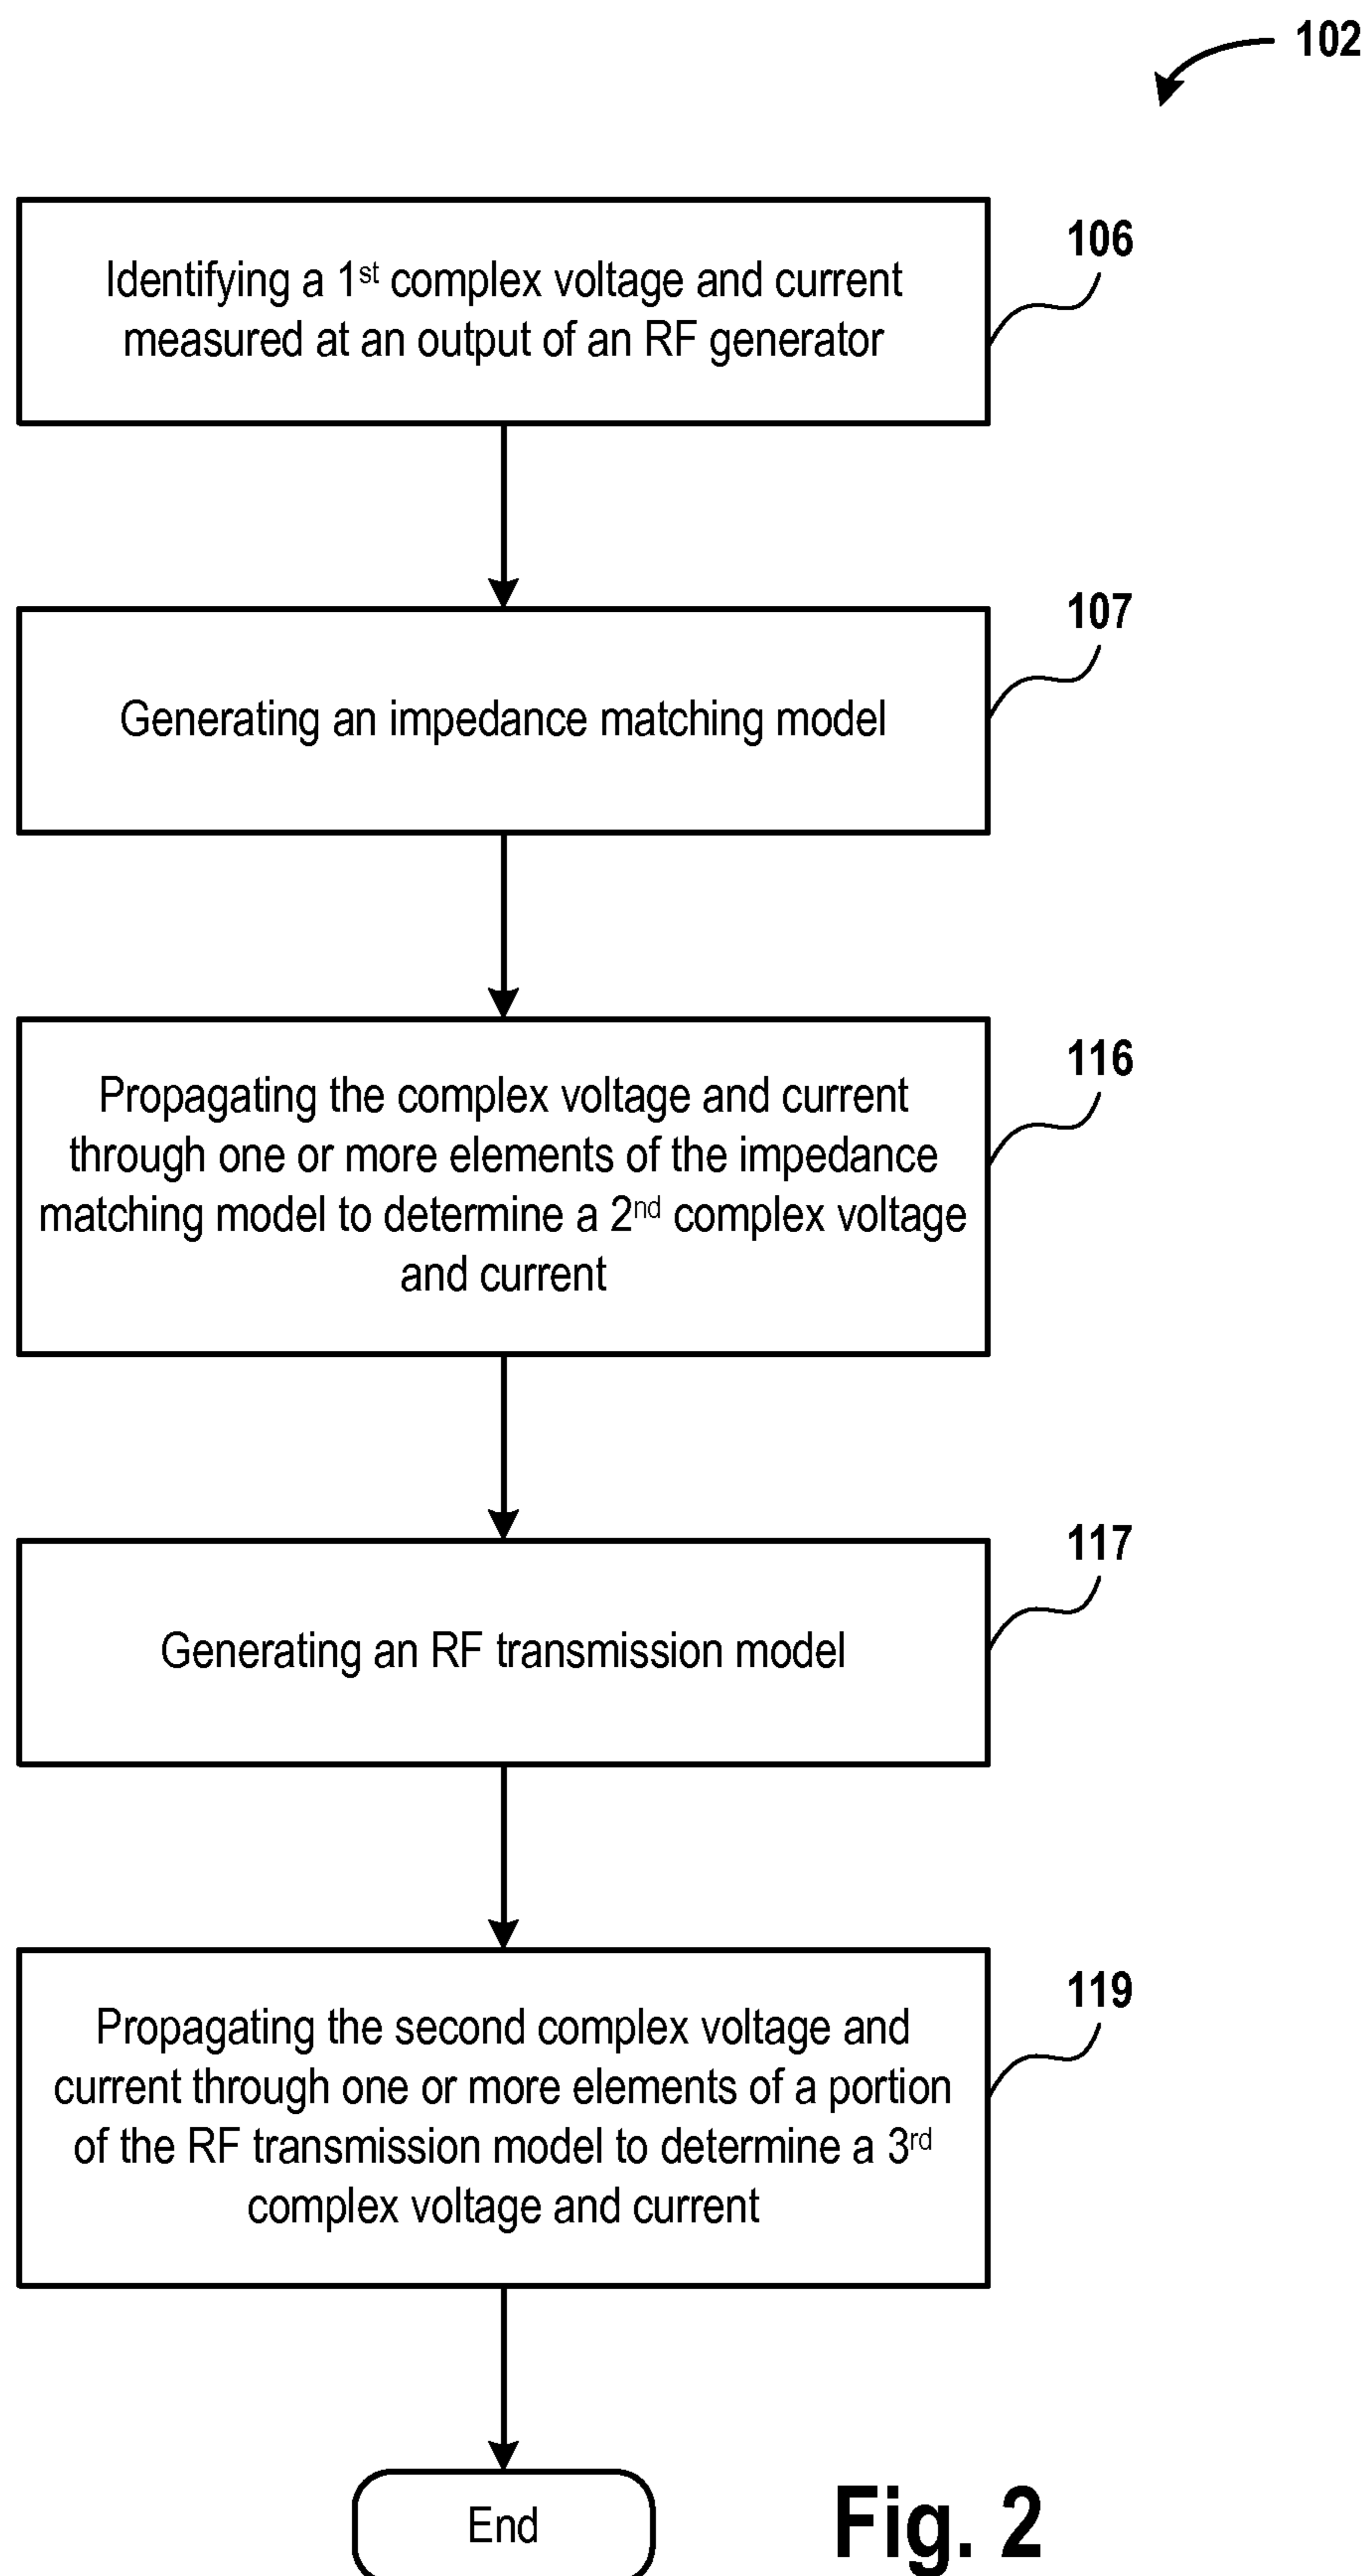 102
Identifying a 1st complex voltage and current
measured at an output of an RF generator
106
Generating an impedance matching model
107
Propagating the complex voltage and current
through one or more elements of the impedance
matching model to determine a 2nd complex voltage
and current
116
Generating an RF transmission model
117
Propagating the second complex voltage and
current through one or more elements of a portion
of the RF transmission model to determine a 3rd
complex voltage and current
119
End
Fig. 2